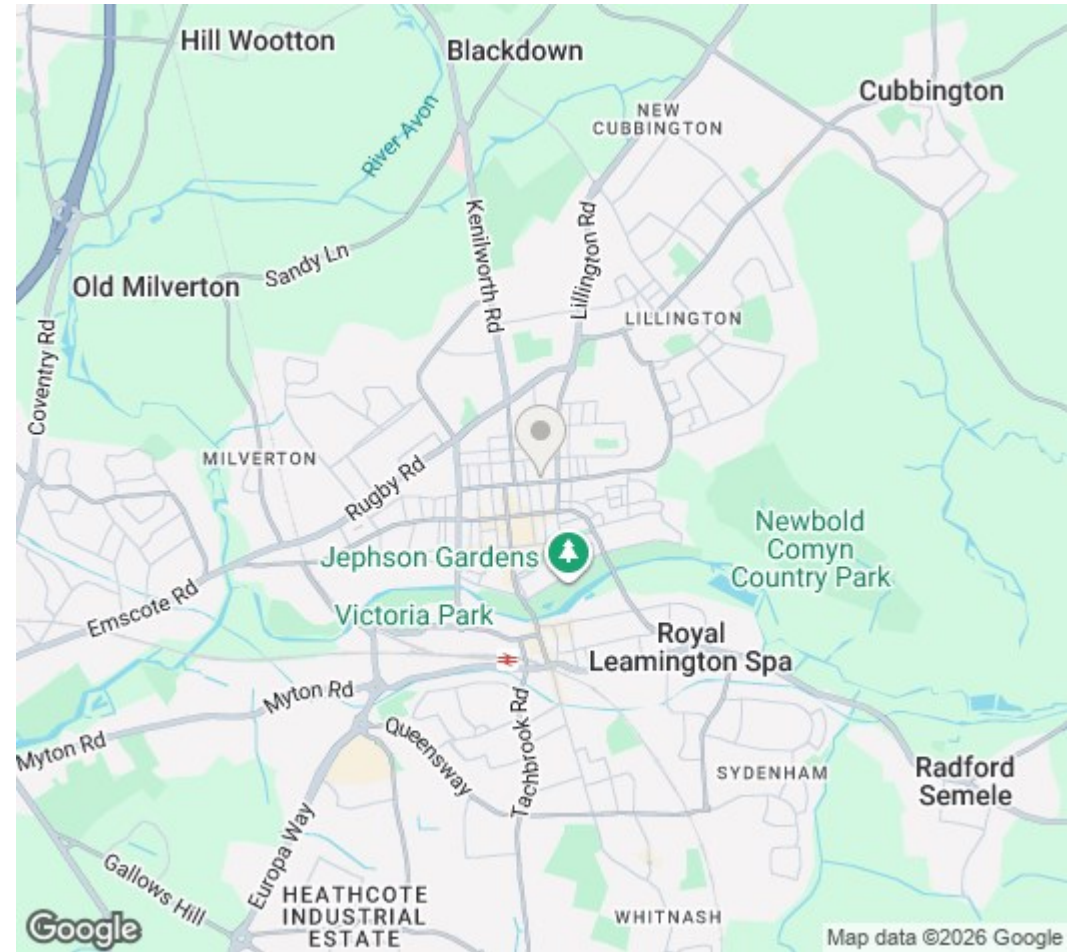 Hill Wootton
Blackdown
Cubbington
NEW
CUBBINGTON
River Avon
Kenilworth Rd
Lillington Rd
Sandy Ln
Old Milverton
LILLINGTON
Coventry Rd
MILVERTON
Rugby Rd
Newbold
Comyn
Country Park
Jephson Gardens
Emscote Rd
Victoria Park
Royal
Leamington Spa
Myton Rd
Myton Rd
Queensway
Tachbrook Rd
SYDENHAM
Radford
Semele
Europa Way
Gallows Hill
HEATHCOTE
INDUSTRIAL
ESTATE
WHITNASH
Google
Map data ©2026 Google